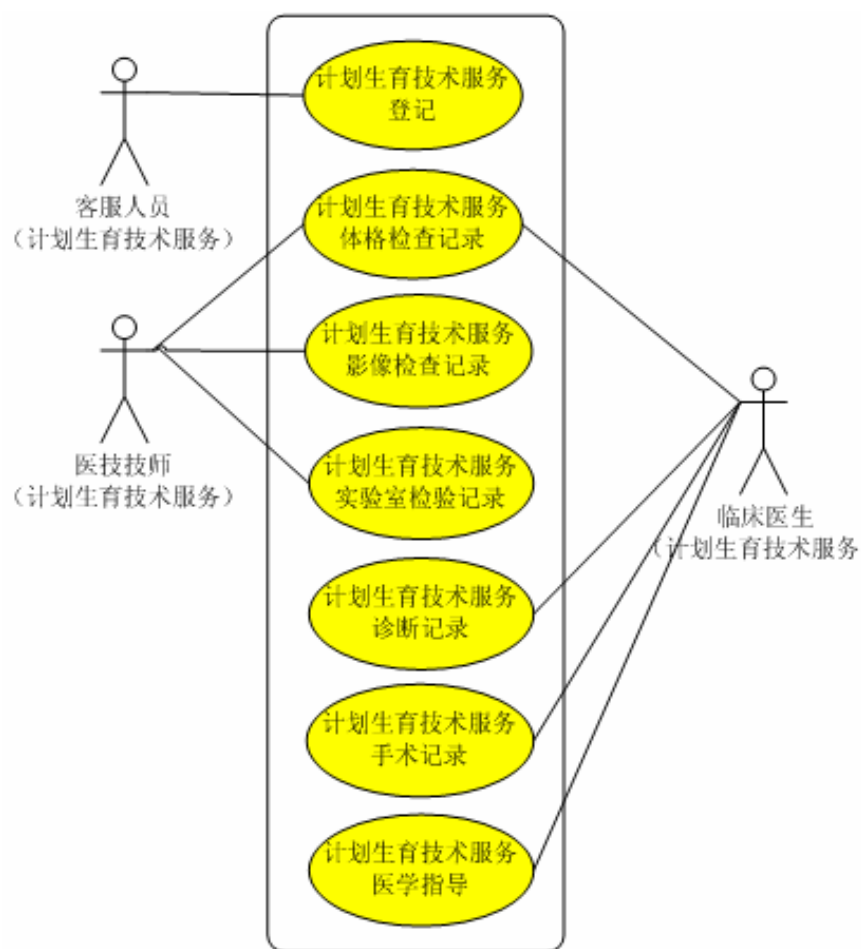 计划生育技术服务
登记
客服人员
（计划生育技术服务）
计划生育技术服务
体格检查记录
计划生育技术服务
影像检查记录
医技技师
（计划生育技术服务）
计划生育技术服务
实验室检验记录
临床医生
（计划生育技术服务
计划生育技术服务
诊断记录
计划生育技术服务
手术记录
计划生育技术服务
医学指导